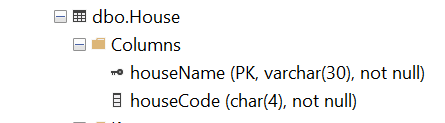 dbo.House
Columns
houseName (PK, varchar(30), not null)
houseCode (char(4), not null)